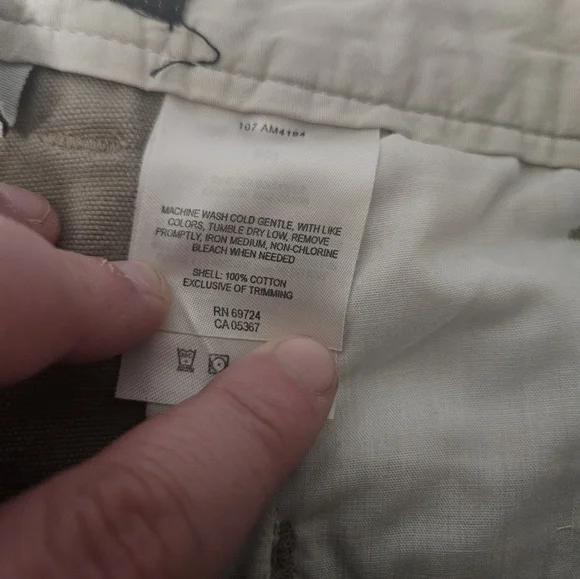 107 AM4194
MACHINE WASH COLD GENTLE, WITH LIKE
COLORS, TUMBLE DRY LOW, REMOVE
PROMPTLY, IRON MEDIUM, NON-CHLORINE
BLEACH WHEN NEEDED
SHELL: 100% COTTON
EXCLUSIVE OF TRIMMING
RN 69724
CA 05367